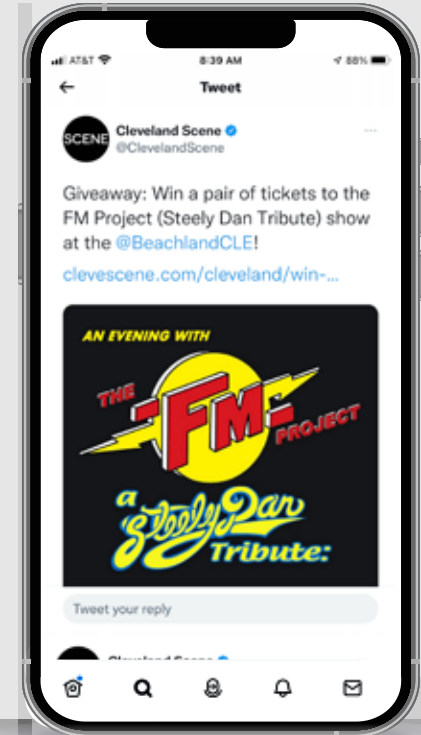 AT&T
8:39 AM
88%
Tweet
SCENE
Cleveland Scene
@ClevelandScene
Giveaway: Win a pair of tickets to the
FM Project (Steely Dan Tribute) show
at the @BeachlandCLE!
clevescene.com/cleveland/win-...
AN EVENING WITH
THE
FM
PROJECT
a
Steely Dan
Tribute:
Tweet your reply